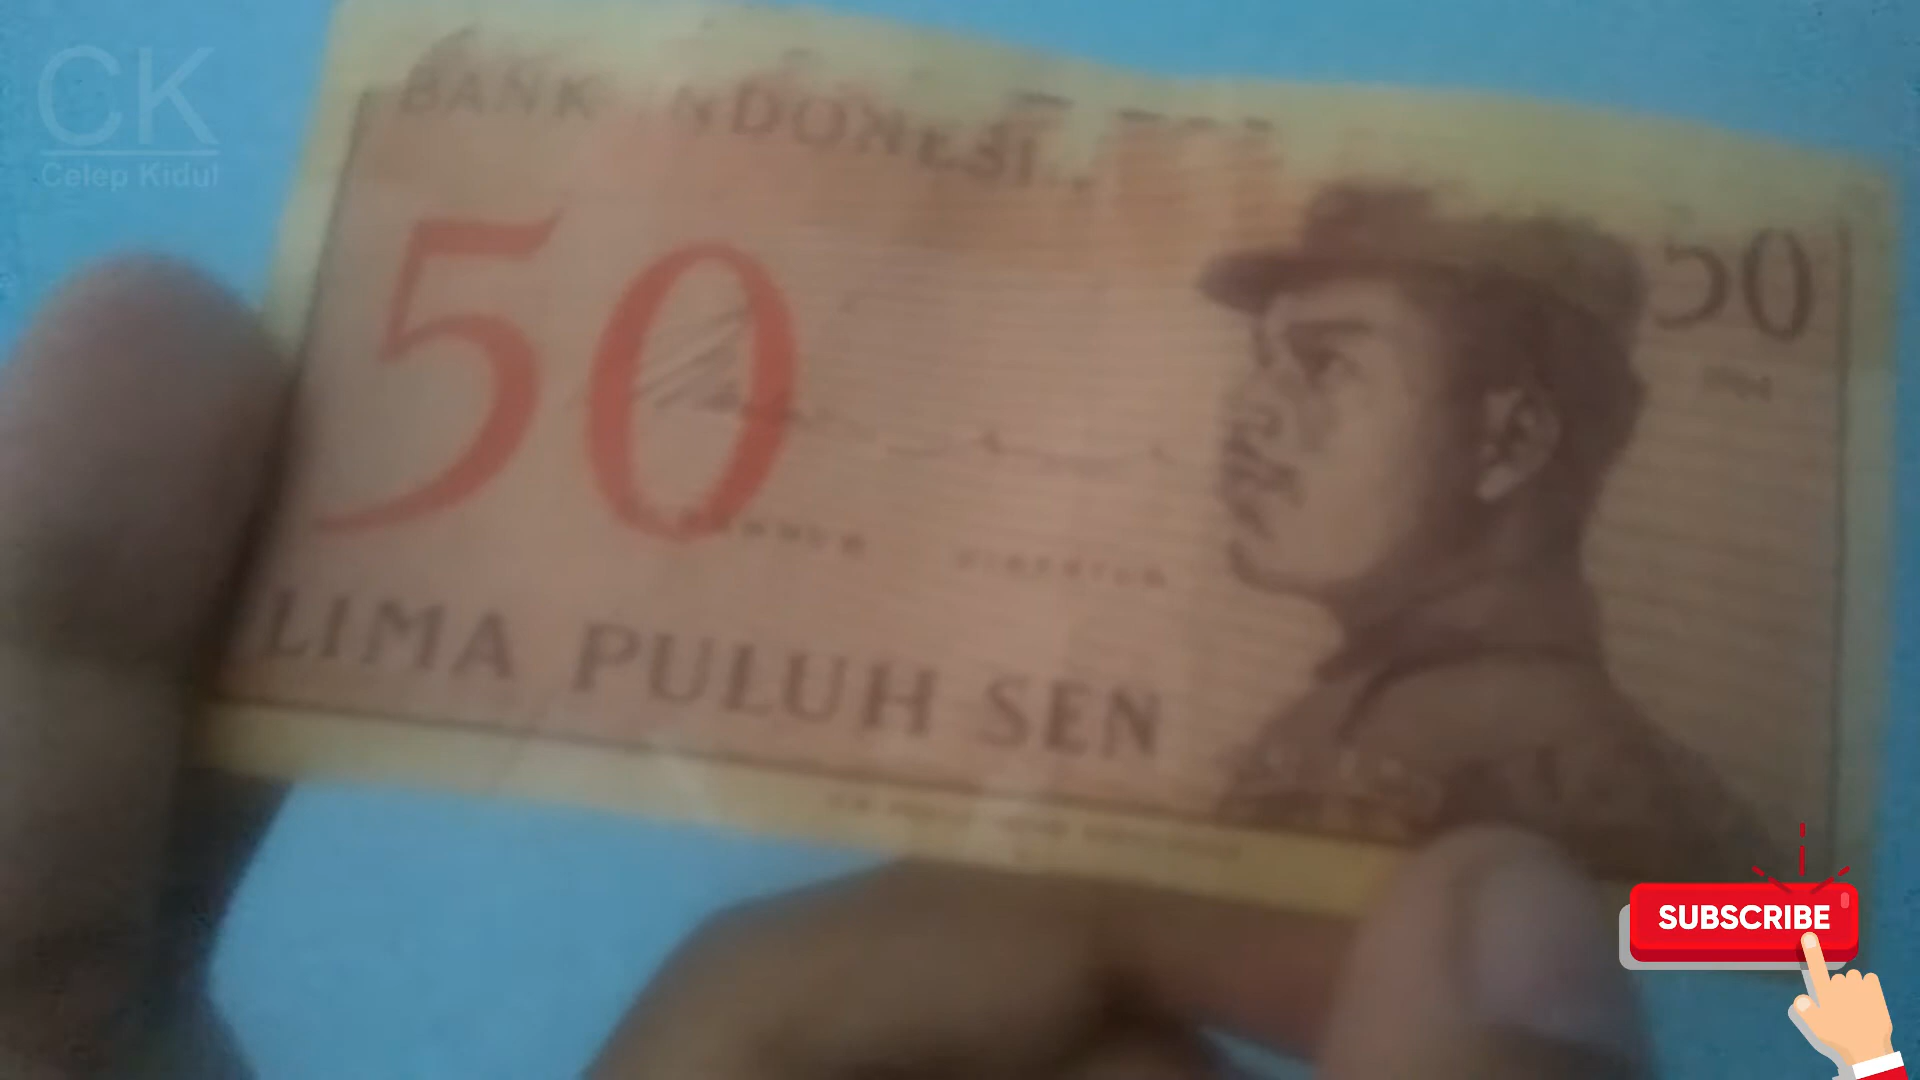 CK
Celep Kidul
BANK INDONESIA
50
50
LIMA PULUH SEN
SUBSCRIBE